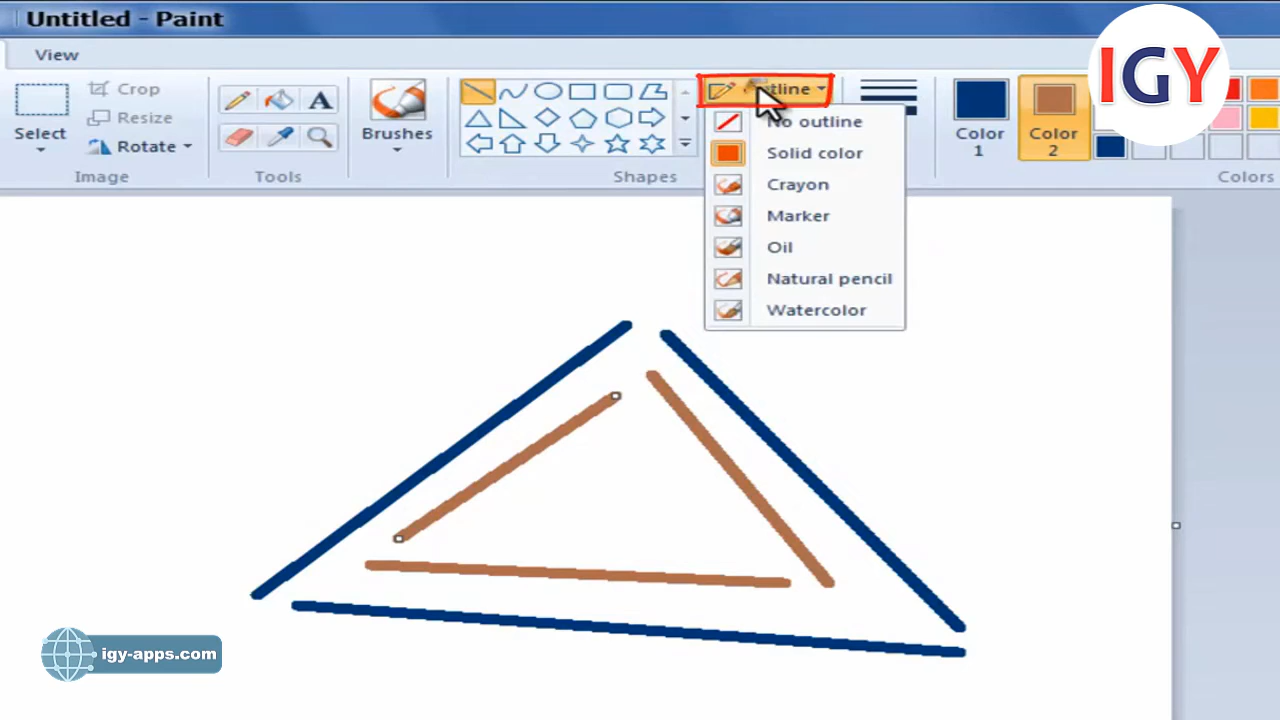 Untitled - Paint
IGY
View
Crop
Resize
Rotate
Select
Image
Tools
A
Brushes
Shapes
No outline
Solid color
Crayon
Marker
Oil
Natural pencil
Watercolor
Color
1
Color
2
Colors
igy-apps.com